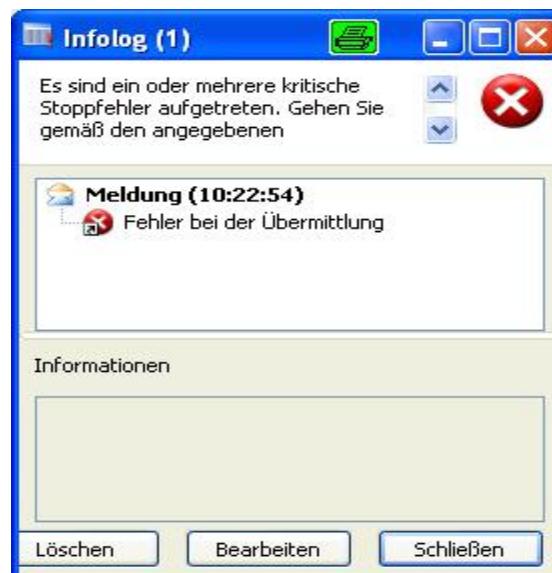 Infolog (1)
Es sind ein oder mehrere kritische
Stoppfehler aufgetreten. Gehen Sie
gemäß den angegebenen
Meldung (10:22:54)
Fehler bei der Übermittlung
Informationen
Löschen
Bearbeiten
Schließen